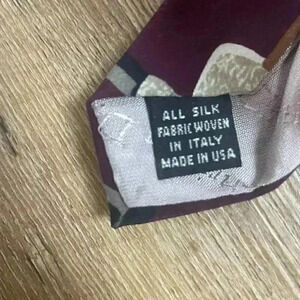 ALL SILK
FABRIC WOVEN
IN ITALY
MADE IN USA